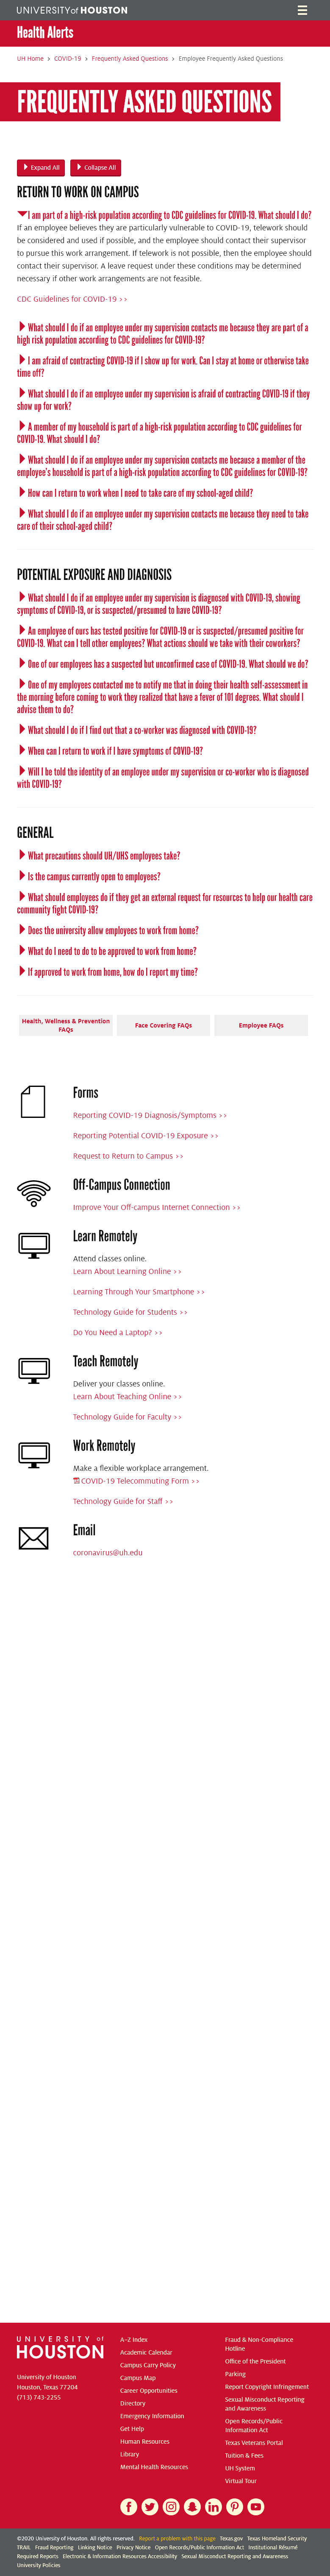 UNIVERSITY of HOUSTON
Health Alerts
UH Home › COVID-19 › Frequently Asked Questions › Employee Frequently Asked Questions
FREQUENTLY ASKED QUESTIONS
Expand All Collapse All
RETURN TO WORK ON CAMPUS
I am part of a high-risk population according to CDC guidelines for COVID-19. What should I do?
If an employee believes they are particularly vulnerable to COVID-19, telework should
be considered and used if possible, and the employee should contact their supervisor
to pursue this work arrangement. If telework is not possible, then the employee should
contact their supervisor. A leave request under these conditions may be determined
necessary if other work arrangements are not feasible.
CDC Guidelines for COVID-19 >>
What should I do if an employee under my supervision contacts me because they are part of a
high risk population according to CDC guidelines for COVID-19?
I am afraid of contracting COVID-19 if I show up for work. Can I stay at home or otherwise take
time off?
What should I do if an employee under my supervision is afraid of contracting COVID-19 if they
show up for work?
A member of my household is part of a high-risk population according to CDC guidelines for
COVID-19. What should I do?
What should I do if an employee under my supervision contacts me because a member of the
employee's household is part of a high-risk population according to CDC guidelines for COVID-19?
How can I return to work when I need to take care of my school-aged child?
What should I do if an employee under my supervision contacts me because they need to take
care of their school-aged child?
POTENTIAL EXPOSURE AND DIAGNOSIS
What should I do if an employee under my supervision is diagnosed with COVID-19, showing
symptoms of COVID-19, or is suspected/presumed to have COVID-19?
An employee of ours has tested positive for COVID-19 or is suspected/presumed positive for
COVID-19. What can I tell other employees? What actions should we take with their coworkers?
One of our employees has a suspected but unconfirmed case of COVID-19. What should we do?
One of my employees contacted me to notify me that in doing their health self-assessment in
the morning before coming to work they realized that have a fever of 101 degrees. What should I
advise them to do?
What should I do if I find out that a co-worker was diagnosed with COVID-19?
When can I return to work if I have symptoms of COVID-19?
Will I be told the identity of an employee under my supervision or co-worker who is diagnosed
with COVID-19?
GENERAL
What precautions should UH/UHS employees take?
Is the campus currently open to employees?
What should employees do if they get an external request for resources to help our health care
community fight COVID-19?
Does the university allow employees to work from home?
What do I need to do to be approved to work from home?
If approved to work from home, how do I report my time?
Health, Wellness & Prevention
FAQs
Face Covering FAQs
Employee FAQs
Forms
Reporting COVID-19 Diagnosis/Symptoms >>
Reporting Potential COVID-19 Exposure >>
Request to Return to Campus >>
Off-Campus Connection
Improve Your Off-campus Internet Connection >>
Learn Remotely
Attend classes online.
Learn About Learning Online >>
Learning Through Your Smartphone >>
Technology Guide for Students >>
Do You Need a Laptop? >>
Teach Remotely
Deliver your classes online.
Learn About Teaching Online >>
Technology Guide for Faculty >>
Work Remotely
Make a flexible workplace arrangement.
COVID-19 Telecommuting Form >>
Technology Guide for Staff >>
Email
coronavirus@uh.edu
UNIVERSITY of
HOUSTON
University of Houston
Houston, Texas 77204
(713) 743-2255
A–Z Index
Academic Calendar
Campus Carry Policy
Campus Map
Career Opportunities
Directory
Emergency Information
Get Help
Human Resources
Library
Mental Health Resources
Fraud & Non-Compliance
Hotline
Office of the President
Parking
Report Copyright Infringement
Sexual Misconduct Reporting
and Awareness
Open Records/Public
Information Act
Texas Veterans Portal
Tuition & Fees
UH System
Virtual Tour
©2020 University of Houston. All rights reserved. Report a problem with this page Texas.gov Texas Homeland Security
TRAIL Fraud Reporting Linking Notice Privacy Notice Open Records/Public Information Act Institutional Résumé
Required Reports Electronic & Information Resources Accessibility Sexual Misconduct Reporting and Awareness
University Policies